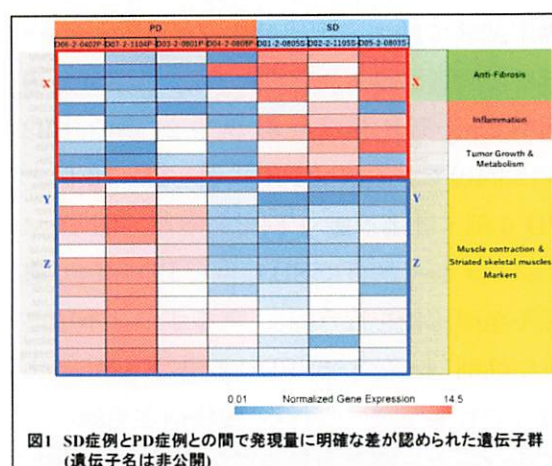 PD SD
D06-2-0402P- D07-2-1104P- D03-2-0801P- D04-2-0808P- D01-2-0805S- D02-2-1105S- D05-2-0803S-
X X Anti-Fibrosis
Inflammation
Tumor Growth &
Metabolism
Y Y
Muscle contraction &
Striated skeletal muscles
Markers
Z Z
0.01 Normalized Gene Expression 14.5
図1 SD症例とPD症例との間で発現量に明確な差が認められた遺伝子群
(遺伝子名は非公開)